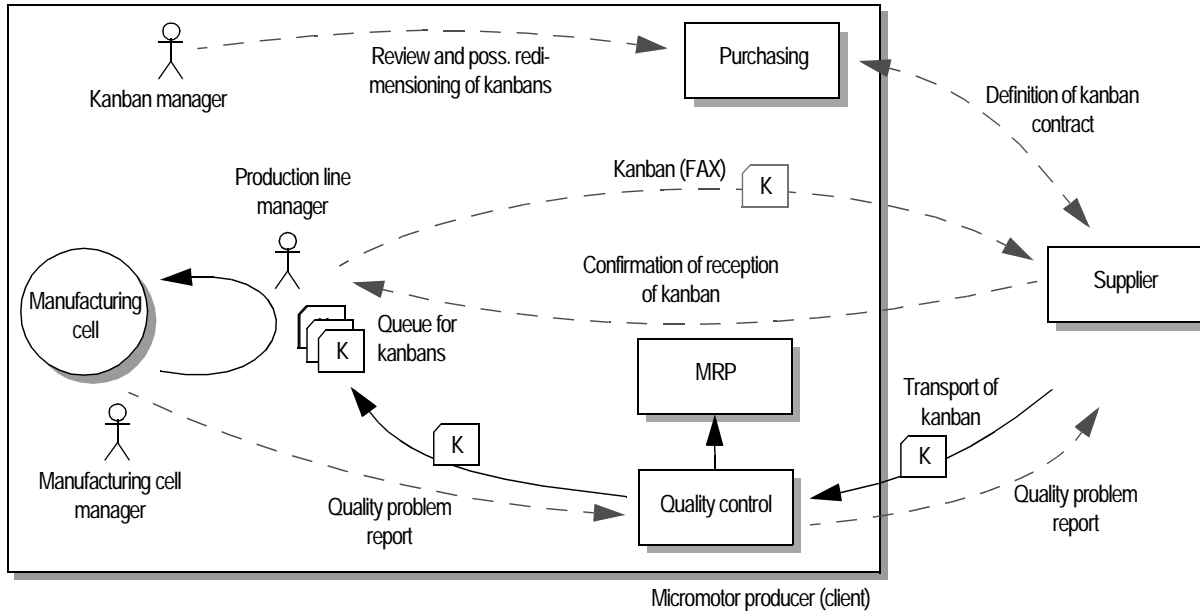 Kanban manager
Review and poss. redi-
mensioning of kanbans
Purchasing
Definition of kanban
contract
Production line
manager
Kanban (FAX)
K
Manufacturing
cell
Queue for
kanbans
K
Confirmation of reception
of kanban
Supplier
MRP
Transport of
kanban
K
K
Manufacturing cell
manager
Quality problem
report
Quality control
Quality problem
report
Micromotor producer (client)